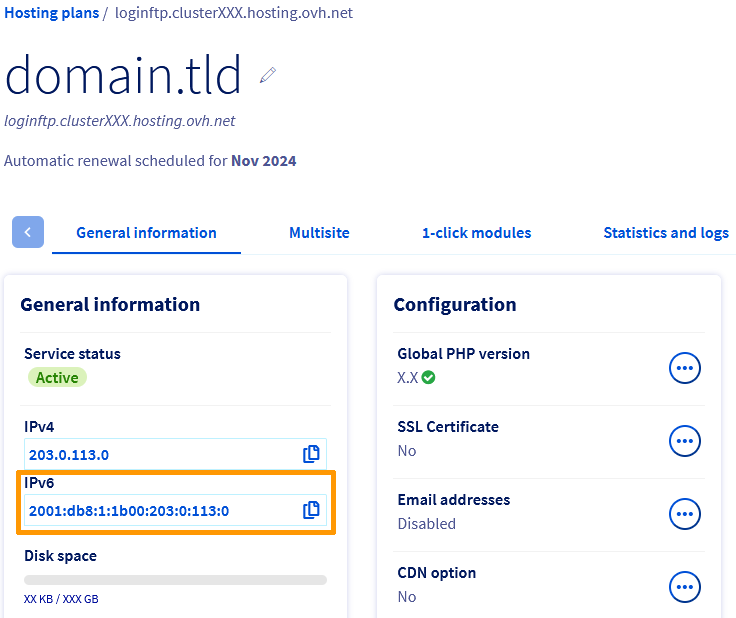 Hosting plans / loginftp.clusterXXX.hosting.ovh.net
domain.tld
loginftp.clusterXXX.hosting.ovh.net
Automatic renewal scheduled for Nov 2024
General information
Multisite
1-click modules
Statistics and logs
General information
Service status
Active
IPv4
203.0.113.0
IPv6
2001:db8:1:1b00:203:0:113:0
Disk space
XX KB / XXX GB
Configuration
Global PHP version
X.X
SSL Certificate
No
Email addresses
Disabled
CDN option
No